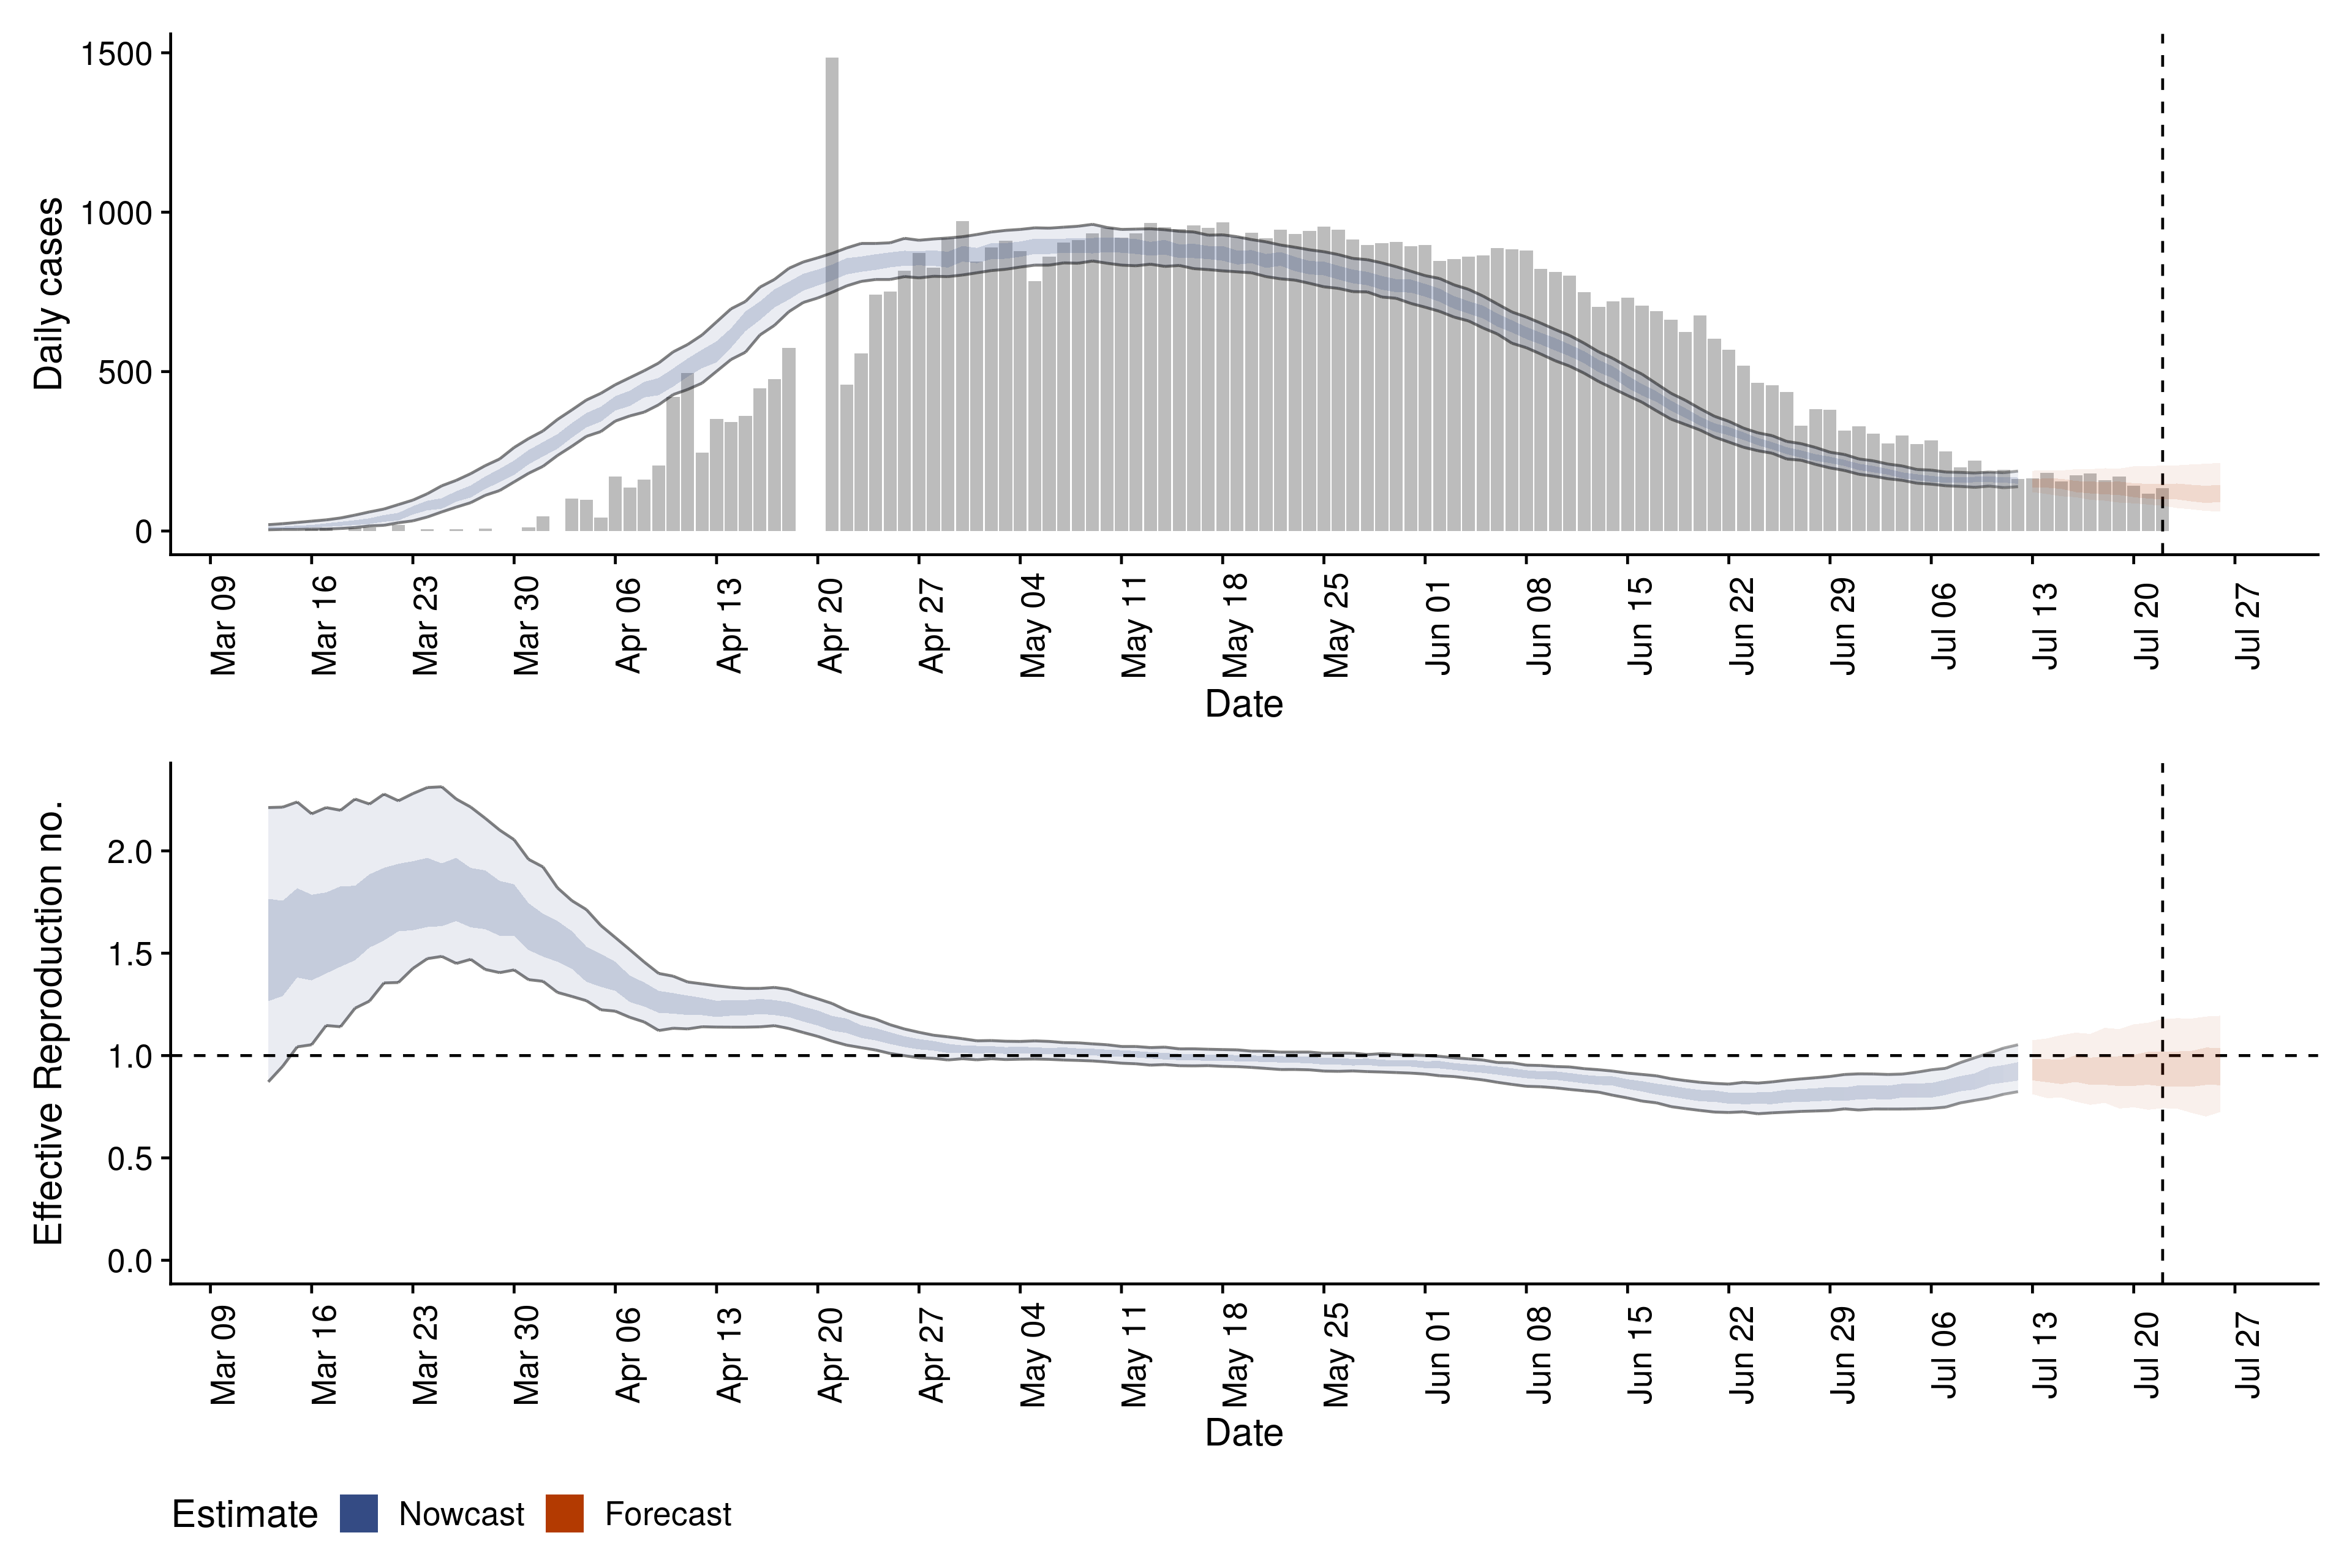 1500
1000
500
0
Daily cases
Mar 09 Mar 16 Mar 23 Mar 30 Apr 06 Apr 13 Apr 20 Apr 27 May 04 May 11 May 18 May 25 Jun 01 Jun 08 Jun 15 Jun 22 Jun 29 Jul 06 Jul 13 Jul 20 Jul 27
Date
2.0
1.5
1.0
0.5
0.0
Effective Reproduction no.
Mar 09 Mar 16 Mar 23 Mar 30 Apr 06 Apr 13 Apr 20 Apr 27 May 04 May 11 May 18 May 25 Jun 01 Jun 08 Jun 15 Jun 22 Jun 29 Jul 06 Jul 13 Jul 20 Jul 27
Date
Estimate Nowcast Forecast